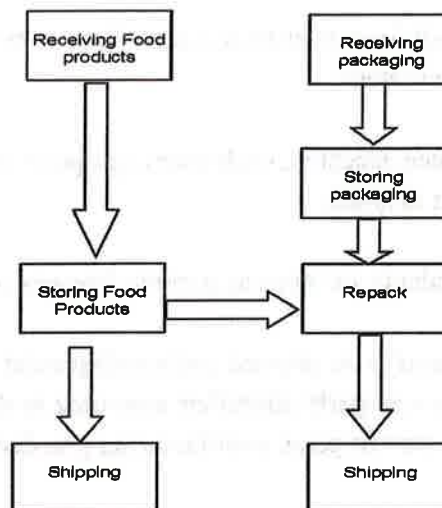 Receiving Food
products
Receiving
packaging
Storing
packaging
Storing Food
Products
Repack
Shipping
Shipping